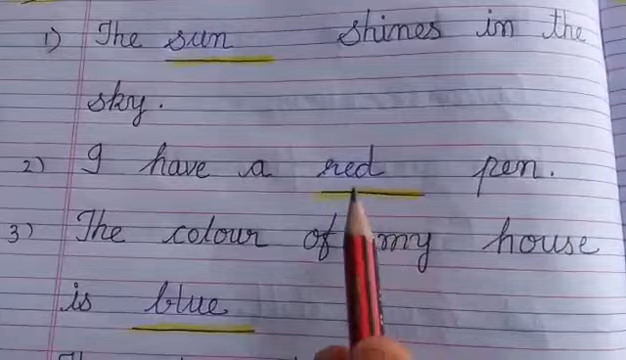 1) The sun shines in the
sky.
2) I have a red pen.
3) The colour of my house
is blue